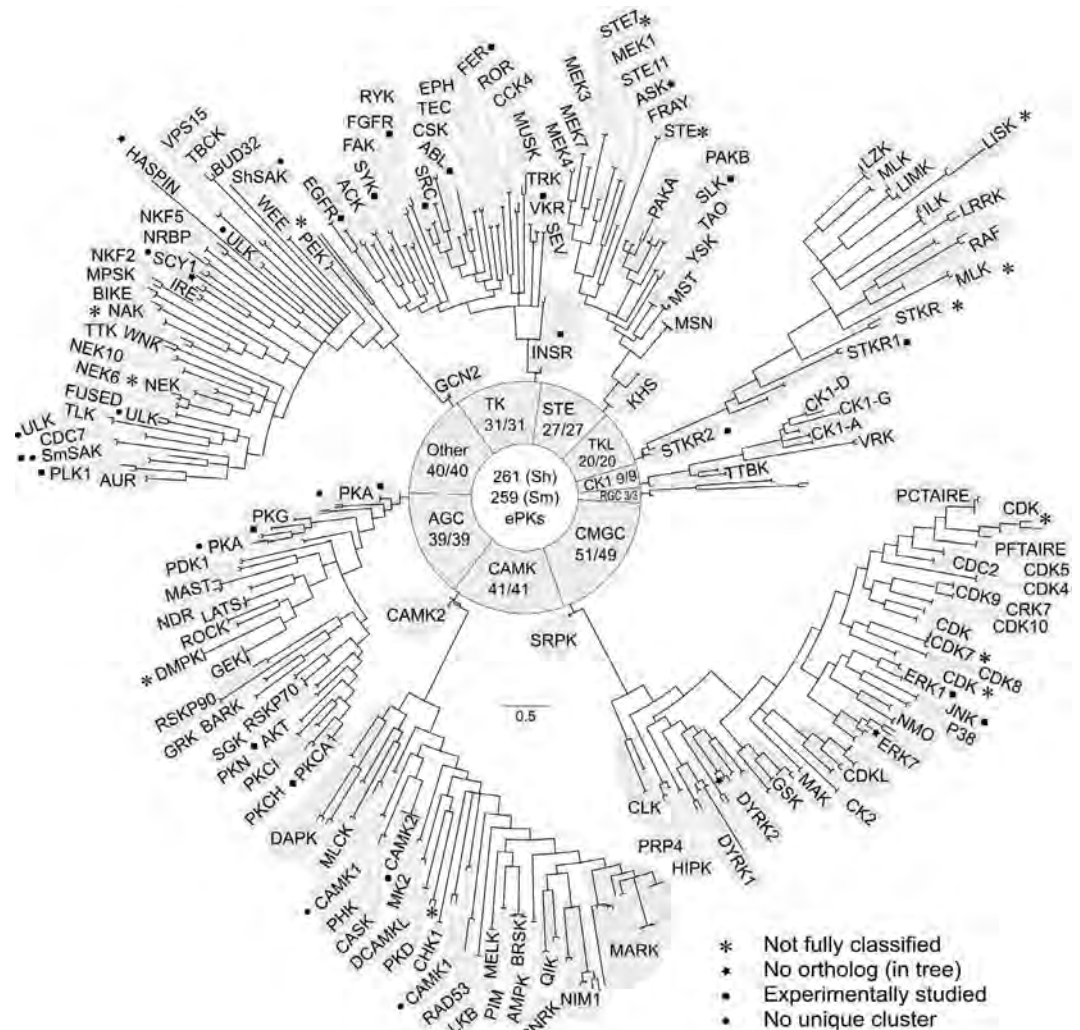 STE7*
MEK1
STE11
ASK
FRAY
STE*
MEK3
MEK7
MEK4
FER
ROR
CCK4
MUSK
TRK
VKR
SEV
EPH
TEC
CSK
ABL
SRC
RYK
FGFR
FAK
SYK
ACK
EGFR
INSR
PAKB
SLK
PAKA
TAO
YSK
MST
MSN
KHS
VPS15
TBCK
BUD32
ShSAK
HASPIN
WEE
* PEK
NKF5
NRBP
ULK
NKF2
SCY1
MPSK
IRE
BIKE
* NAK
TTK
WNK
NEK10
NEK6
* NEK
FUSED
TLK
ULK
ULK
CDC7
SmSAK
PLK1
AUR
GCN2
LZK
MLK
LIMK
LISK *
ILK
LRRK
RAF
MLK *
STKR *
STKR1
STKR2
CK1-D
CK1-G
CK1-A
VRK
TTBK
TK
31/31
STE
27/27
Other
40/40
TKL
20/20
CK1 9/9
RGC 3/3
261 (Sh)
259 (Sm)
ePKs
AGC
39/39
CMGC
51/49
CAMK
41/41
PKA
PKG
PKA
PDK1
MAST
NDR
LATS
ROCK
* DMPK
GEK
RSKP90
GRK
BARK
SGK
RSKP70
PKN
AKT
PKCI
PKCH
PKCA
CAMK2
SRPK
0.5
PCTAIRE
CDK *
PFTAIRE
CDC2
CDK5
CDK4
CDK9
CRK7
CDK10
CDK
CDK7 *
CDK8
CDK *
ERK1
JNK
P38
NMO
ERK7
CDKL
CK2
MAK
GSK
DYRK2
DYRK1
CLK
PRP4
HIPK
DAPK
MLCK
CAMK2
CAMK1
MK2
PHK
CASK
DCAMKL *
PKD
CHK1
CAMK1
RAD53
LKB
PIM
MELK
AMPK
BRSK
QIK
NIM1
MARK
* Not fully classified
★ No ortholog (in tree)
■ Experimentally studied
• No unique cluster